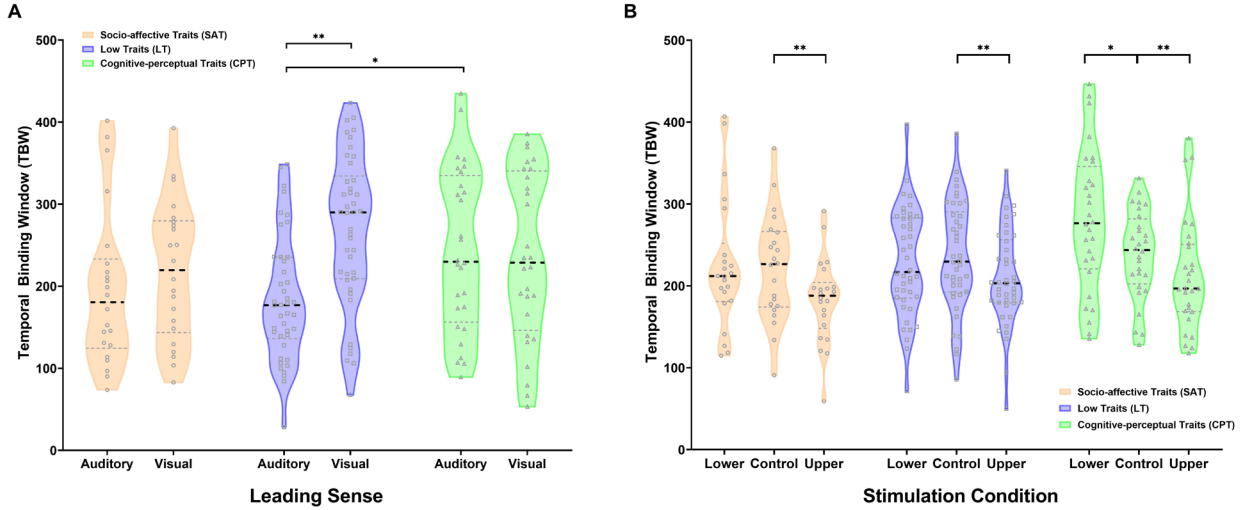 A
Socio-affective Traits (SAT)
Low Traits (LT)
Cognitive-perceptual Traits (CPT)
**
*
500
400
300
200
100
0
Temporal Binding Window (TBW)
Auditory Visual Auditory Visual Auditory Visual
Leading Sense
B
** ** * **
500
400
300
200
100
0
Temporal Binding Window (TBW)
Socio-affective Traits (SAT)
Low Traits (LT)
Cognitive-perceptual Traits (CPT)
Lower Control Upper Lower Control Upper Lower Control Upper
Stimulation Condition